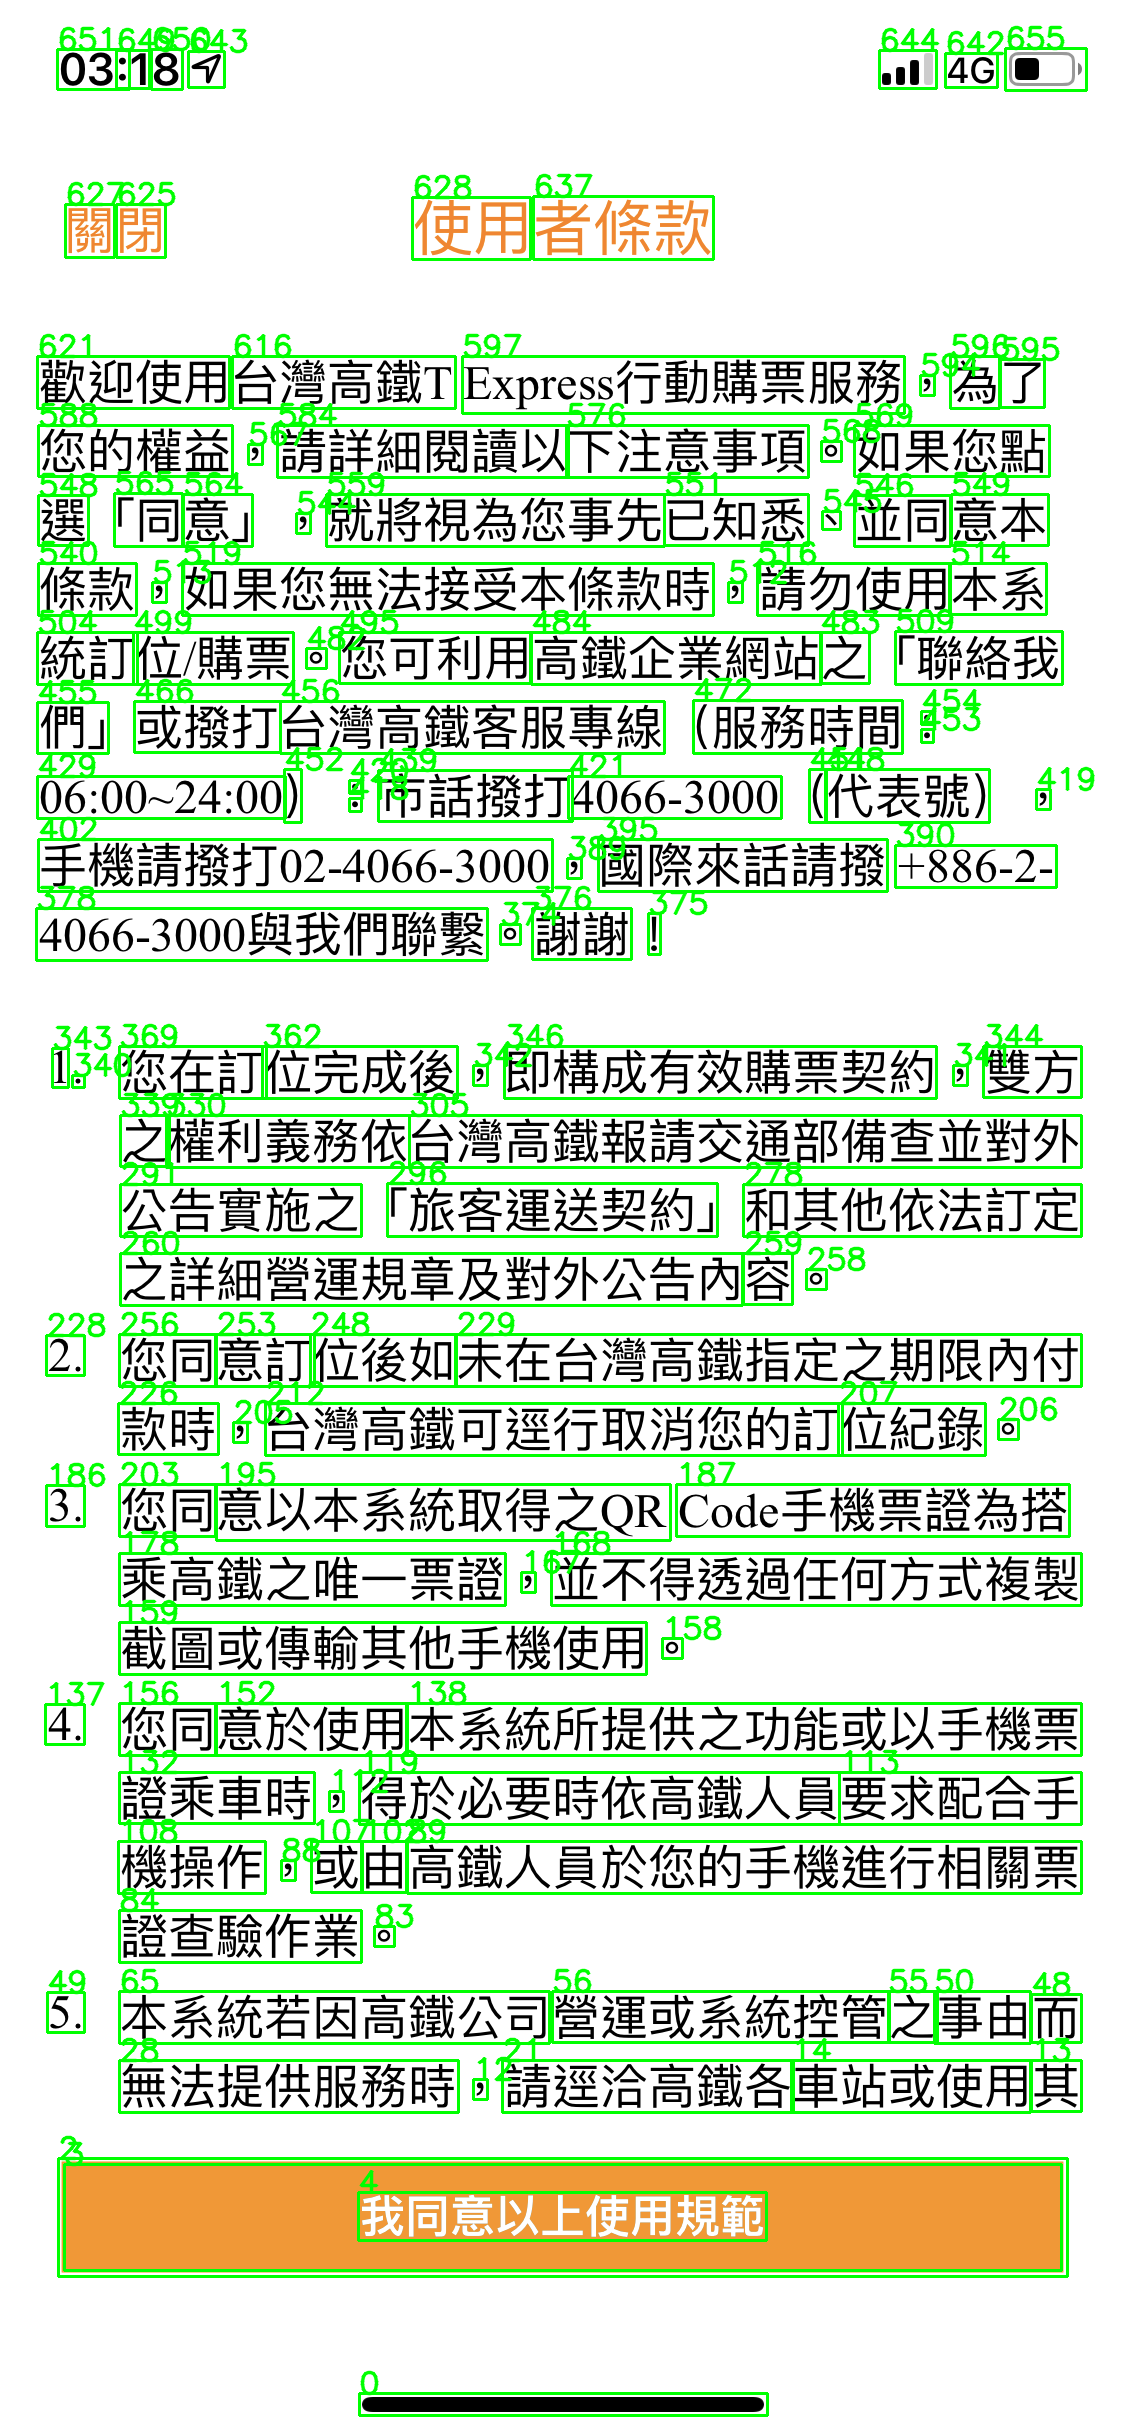 03:18 4G
關閉 使用者條款
歡迎使用台灣高鐵T Express行動購票服務，為了
您的權益，請詳細閱讀以下注意事項。如果您點
選「同意」，就將視為您事先已知悉、並同意本
條款，如果您無法接受本條款時，請勿使用本系
統訂位/購票。您可利用高鐵企業網站之「聯絡我
們」或撥打台灣高鐵客服專線（服務時間：
06:00~24:00）：市話撥打4066-3000（代表號），
手機請撥打02-4066-3000，國際來話請撥+886-2-
4066-3000與我們聯繫。謝謝！
1. 您在訂位完成後，即構成有效購票契約，雙方
之權利義務依台灣高鐵報請交通部備查並對外
公告實施之「旅客運送契約」和其他依法訂定
之詳細營運規章及對外公告內容。
2. 您同意訂位後如未在台灣高鐵指定之期限內付
款時，台灣高鐵可逕行取消您的訂位紀錄。
3. 您同意以本系統取得之QR Code手機票證為搭
乘高鐵之唯一票證，並不得透過任何方式複製
截圖或傳輸其他手機使用。
4. 您同意於使用本系統所提供之功能或以手機票
證乘車時，得於必要時依高鐵人員要求配合手
機操作，或由高鐵人員於您的手機進行相關票
證查驗作業。
5. 本系統若因高鐵公司營運或系統控管之事由而
無法提供服務時，請逕洽高鐵各車站或使用其
我同意以上使用規範